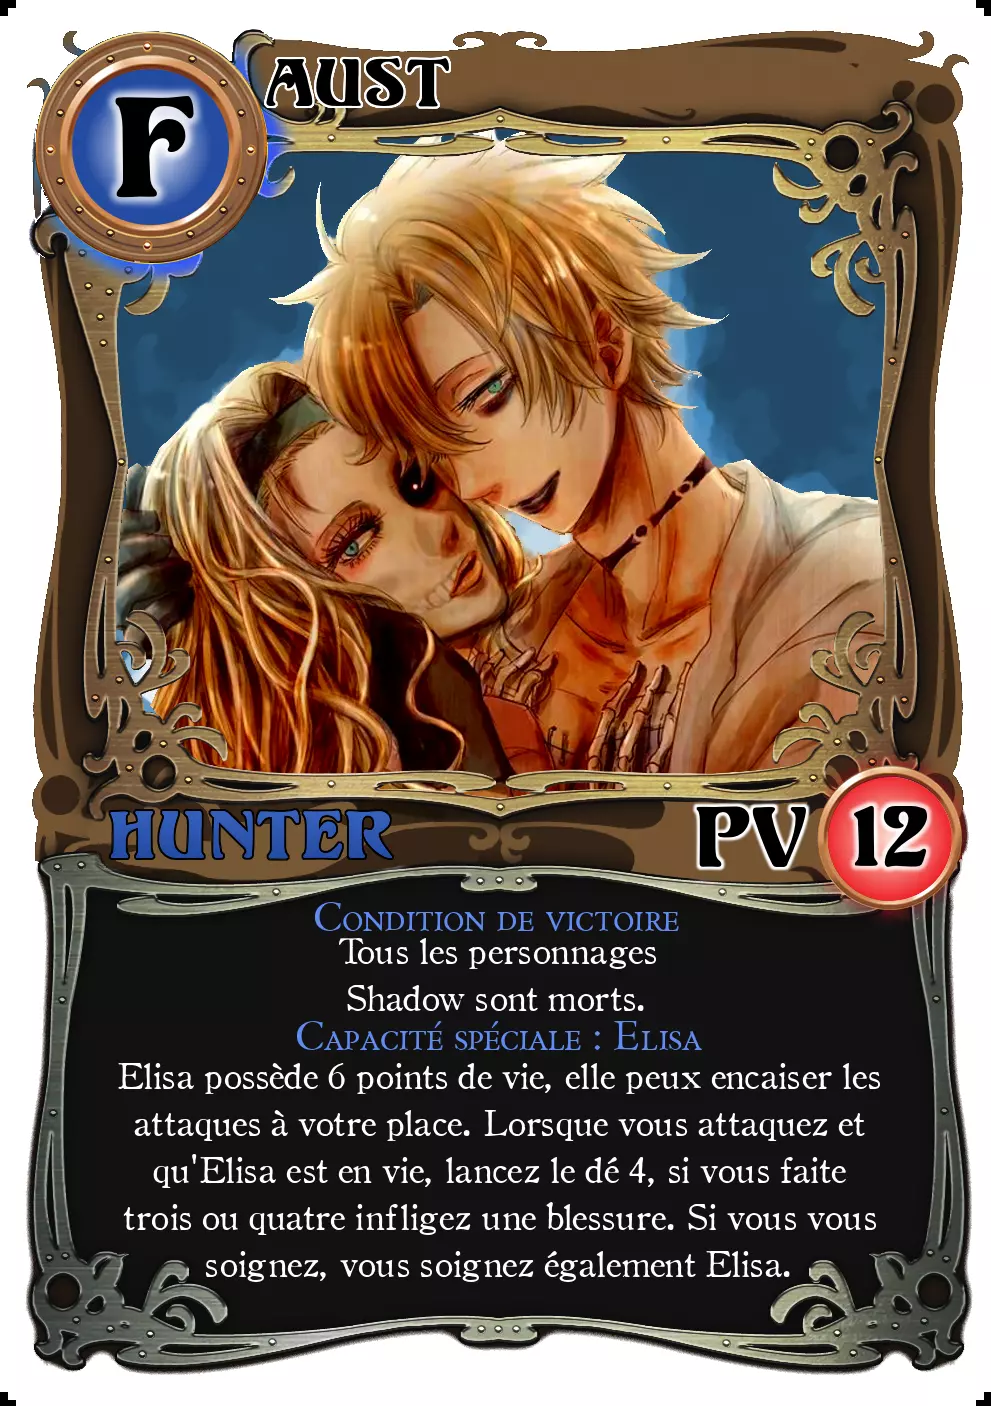 FAUST
HUNTER
PV 12
Condition de victoire
Tous les personnages
Shadow sont morts.
Capacité spéciale : Elisa
Elisa possède 6 points de vie, elle peux encaiser les
attaques à votre place. Lorsque vous attaquez et
qu'Elisa est en vie, lancez le dé 4, si vous faite
trois ou quatre infligez une blessure. Si vous vous
soignez, vous soignez également Elisa.